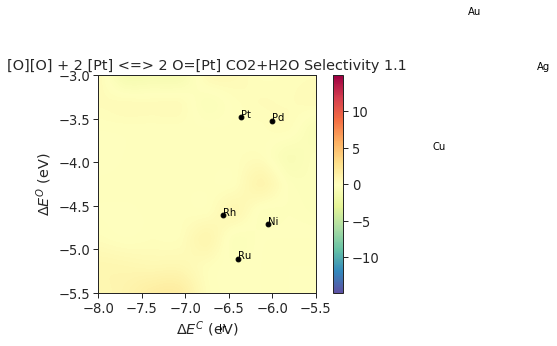 Au
[O][O] + 2 [Pt] <=> 2 O=[Pt] CO2+H2O Selectivity 1.1
Ag
−3.0
−3.5
−4.0
−4.5
−5.0
−5.5
ΔE^O (eV)
Pt
Pd
Cu
Rh
Ni
Ru
10
5
0
−5
−10
−8.0 −7.5 −7.0 −6.5 −6.0 −5.5
ΔE^C (eV)
Ir